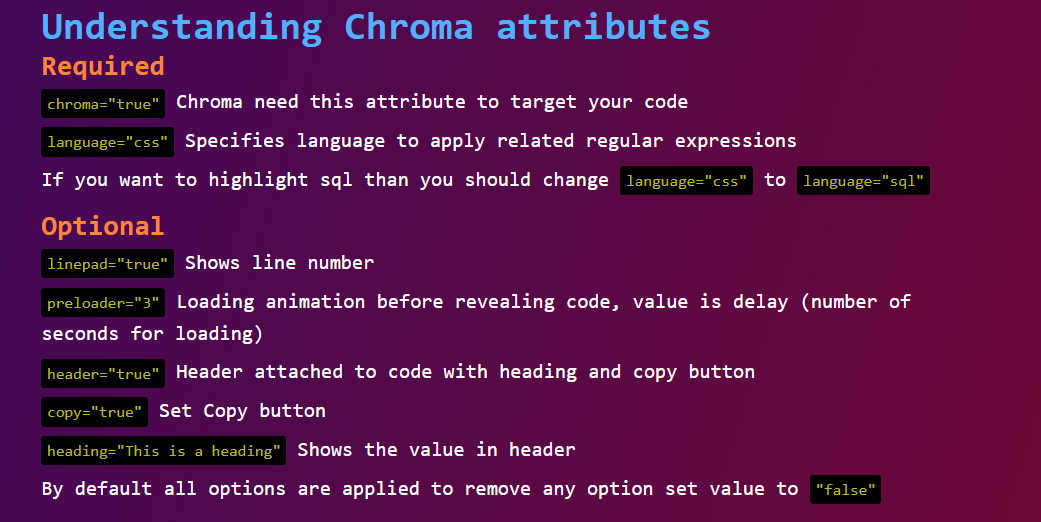 Understanding Chroma attributes
Required
chroma="true" Chroma need this attribute to target your code
language="css" Specifies language to apply related regular expressions
If you want to highlight sql than you should change language="css" to language="sql"
Optional
linepad="true" Shows line number
preloader="3" Loading animation before revealing code, value is delay (number of
seconds for loading)
header="true" Header attached to code with heading and copy button
copy="true" Set Copy button
heading="This is a heading" Shows the value in header
By default all options are applied to remove any option set value to "false"